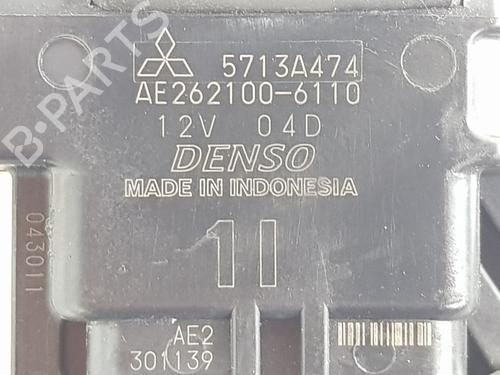 5713A474
AE262100-6110
12V 04D
DENSO
MADE IN INDONESIA
11
043011
AE2
301139
B-PARTS